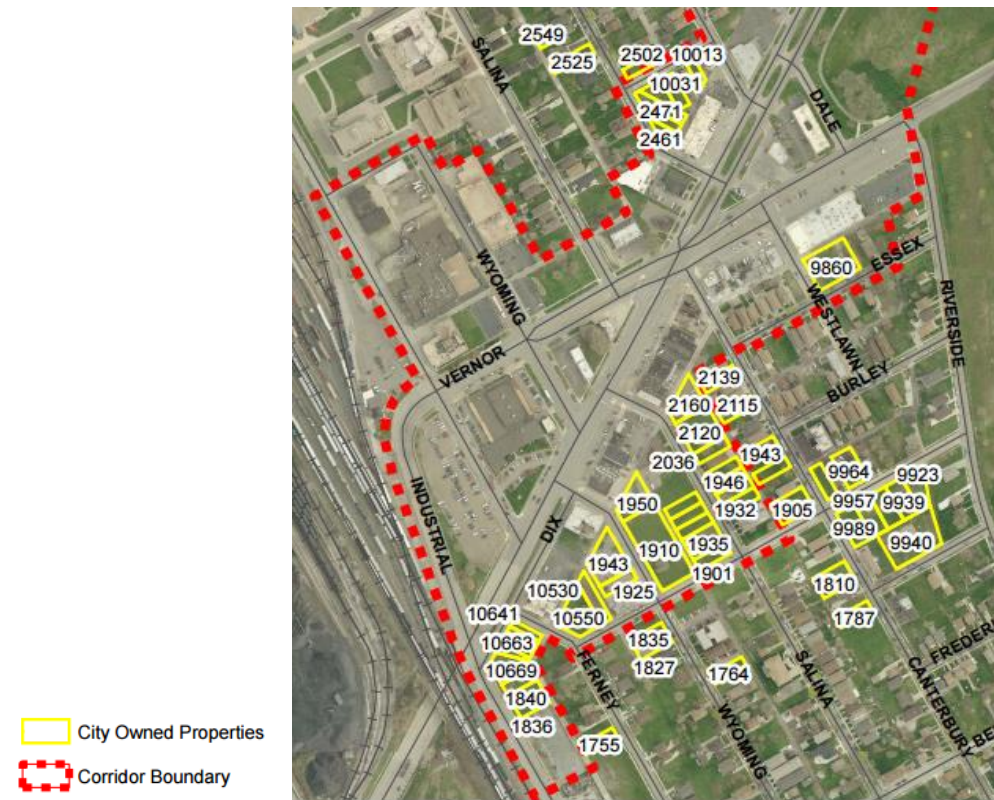 2549
SALINA
2525
2502
10013
10031
DALE
2471
2461
WYOMING
ESSEX
9860
WESTLAWN
RIVERSIDE
VERNOR
BURLEY
2139
2160
2115
2120
2036
1943
1946
9964
9923
INDUSTRIAL
1950
1932
1905
9957
9939
DIX
9989
1910
1935
9940
1943
1901
10530
1925
1810
10641
10550
1787
10663
1835
FREDERI
10669
FERNEY
1827
1764
SALINA
CANTERBURY
1840
1836
WYOMING
1755
BE
City Owned Properties
Corridor Boundary